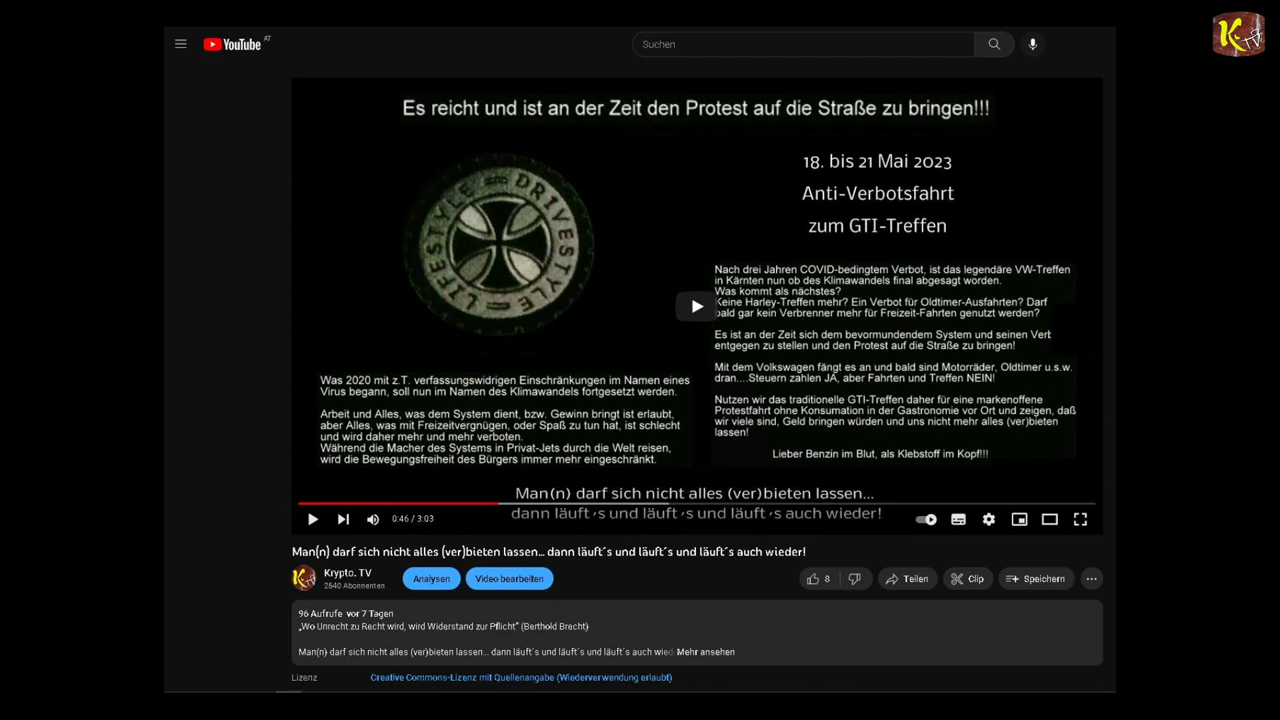 YouTube AT
Suchen
K-TV
Es reicht und ist an der Zeit den Protest auf die Straße zu bringen!!!
LIFESTYLE = DR1VESTYLE =
18. bis 21 Mai 2023
Anti-Verbotsfahrt
zum GTI-Treffen
Was 2020 mit z.T. verfassungswidrigen Einschränkungen im Namen eines
Virus begann, soll nun im Namen des Klimawandels fortgesetzt werden.
Arbeit und Alles, was dem System dient, bzw. Gewinn bringt ist erlaubt,
aber Alles, was mit Freizeitvergnügen, oder Spaß zu tun hat, ist schlecht
und wird daher mehr und mehr verboten.
Während die Macher des Systems in Privat-Jets durch die Welt reisen,
wird die Bewegungsfreiheit des Bürgers immer mehr eingeschränkt.
Nach drei Jahren COVID-bedingtem Verbot, ist das legendäre VW-Treffen
in Kärnten nun ob des Klimawandels final abgesagt worden.
Was kommt als nächstes?
Keine Harley-Treffen mehr? Ein Verbot für Oldtimer-Ausfahrten? Darf
bald gar kein Verbrenner mehr für Freizeit-Fahrten genutzt werden?
Es ist an der Zeit sich dem bevormundendem System und seinen Vert
entgegen zu stellen und den Protest auf die Straße zu bringen!
Mit dem Volkswagen fängt es an und bald sind Motorräder, Oldtimer u.s.w.
dran....Steuern zahlen JA, aber Fahrten und Treffen NEIN!
Nutzen wir das traditionelle GTI-Treffen daher für eine markenoffene
Protestfahrt ohne Konsumation in der Gastronomie vor Ort und zeigen, daß
wir viele sind, Geld bringen würden und uns nicht mehr alles (ver)bieten
lassen!
Lieber Benzin im Blut, als Klebstoff im Kopf!!!
Man(n) darf sich nicht alles (ver)bieten lassen...
dann läuft´s und läuft´s und läuft´s auch wieder!
0:46 / 3:03
Man(n) darf sich nicht alles (ver)bieten lassen... dann läuft´s und läuft´s und läuft´s auch wieder!
Krypto. TV
2640 Abonnenten
Analysen
Video bearbeiten
8
Teilen
Clip
Speichern
96 Aufrufe vor 7 Tagen
„Wo Unrecht zu Recht wird, wird Widerstand zur Pflicht" (Berthold Brecht)
Man(n) darf sich nicht alles (ver)bieten lassen... dann läuft´s und läuft´s und läuft´s auch wied Mehr ansehen
Lizenz
Creative Commons-Lizenz mit Quellenangabe (Wiederverwendung erlaubt)